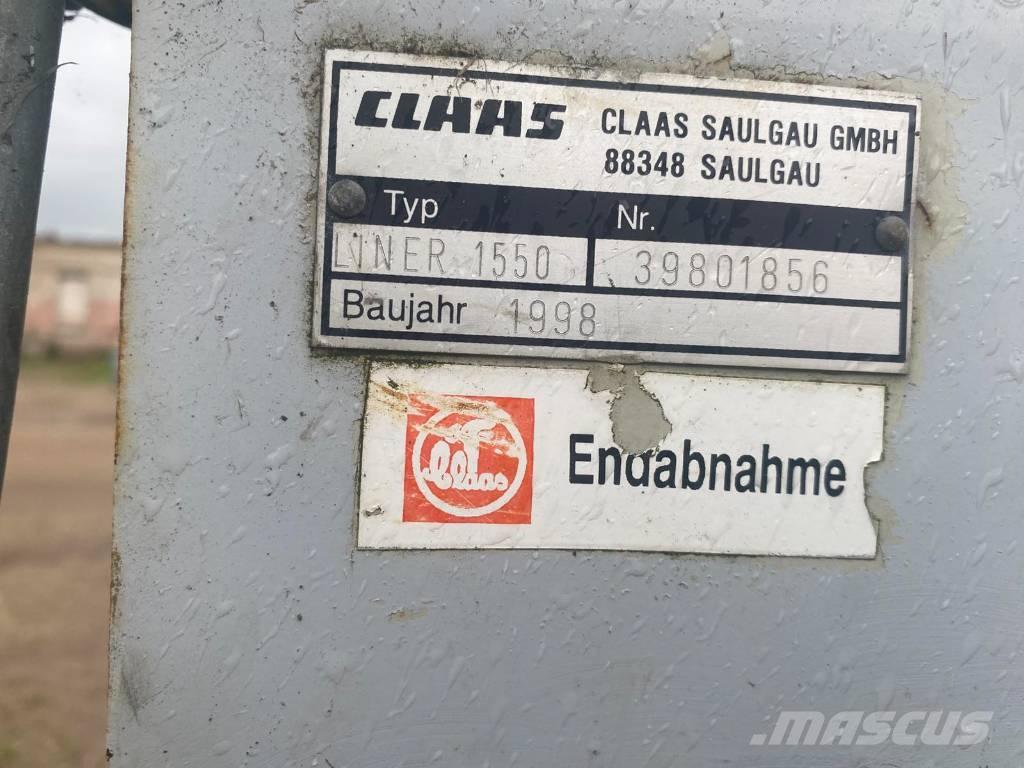 CLAAS CLAAS SAULGAU GMBH
88348 SAULGAU
Typ Nr.
LINER 1550 39801856
Baujahr 1998
Claas Endabnahme
MASCUS